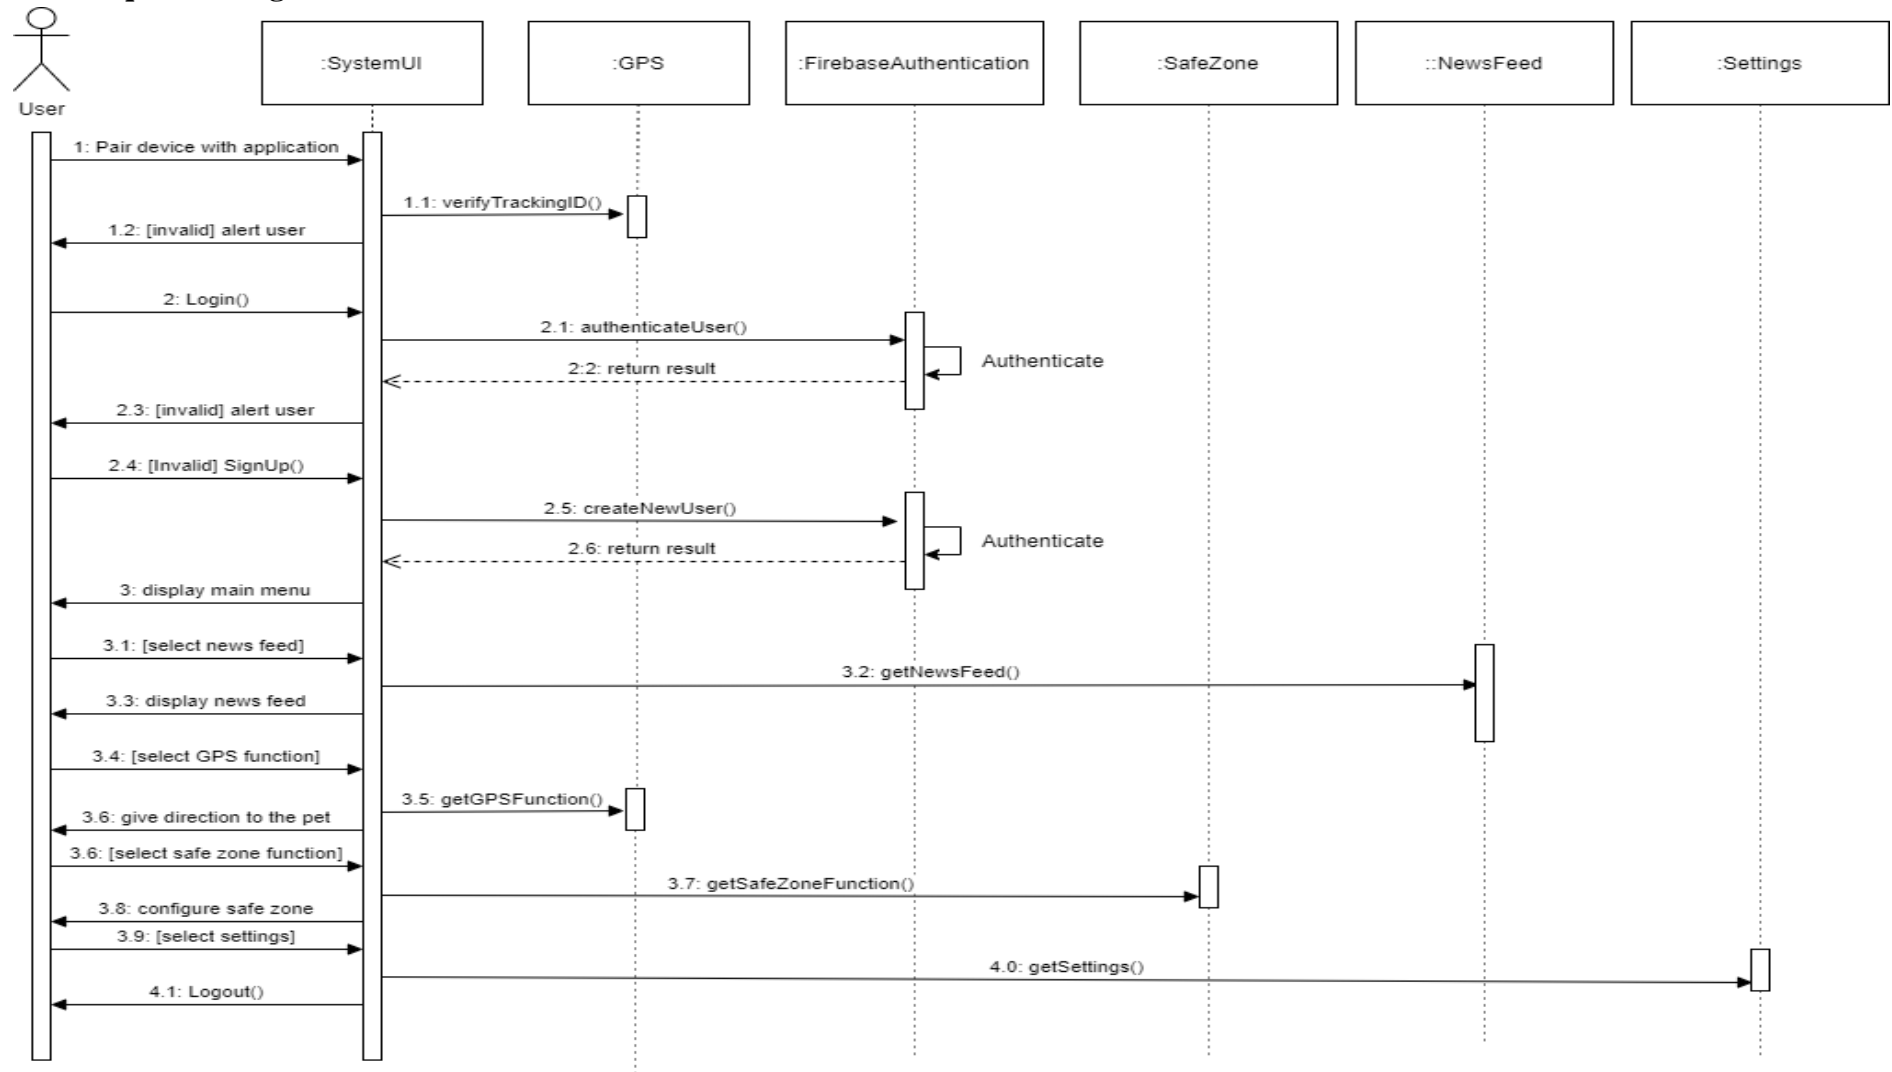 User
:SystemUI
:GPS
:FirebaseAuthentication
:SafeZone
::NewsFeed
:Settings
1: Pair device with application
1.1: verifyTrackingID()
1.2: [invalid] alert user
2: Login()
2.1: authenticateUser()
Authenticate
2:2: return result
2.3: [invalid] alert user
2.4: [Invalid] SignUp()
2.5: createNewUser()
Authenticate
2.6: return result
3: display main menu
3.1: [select news feed]
3.2: getNewsFeed()
3.3: display news feed
3.4: [select GPS function]
3.5: getGPSFunction()
3.6: give direction to the pet
3.6: [select safe zone function]
3.7: getSafeZoneFunction()
3.8: configure safe zone
3.9: [select settings]
4.0: getSettings()
4.1: Logout()